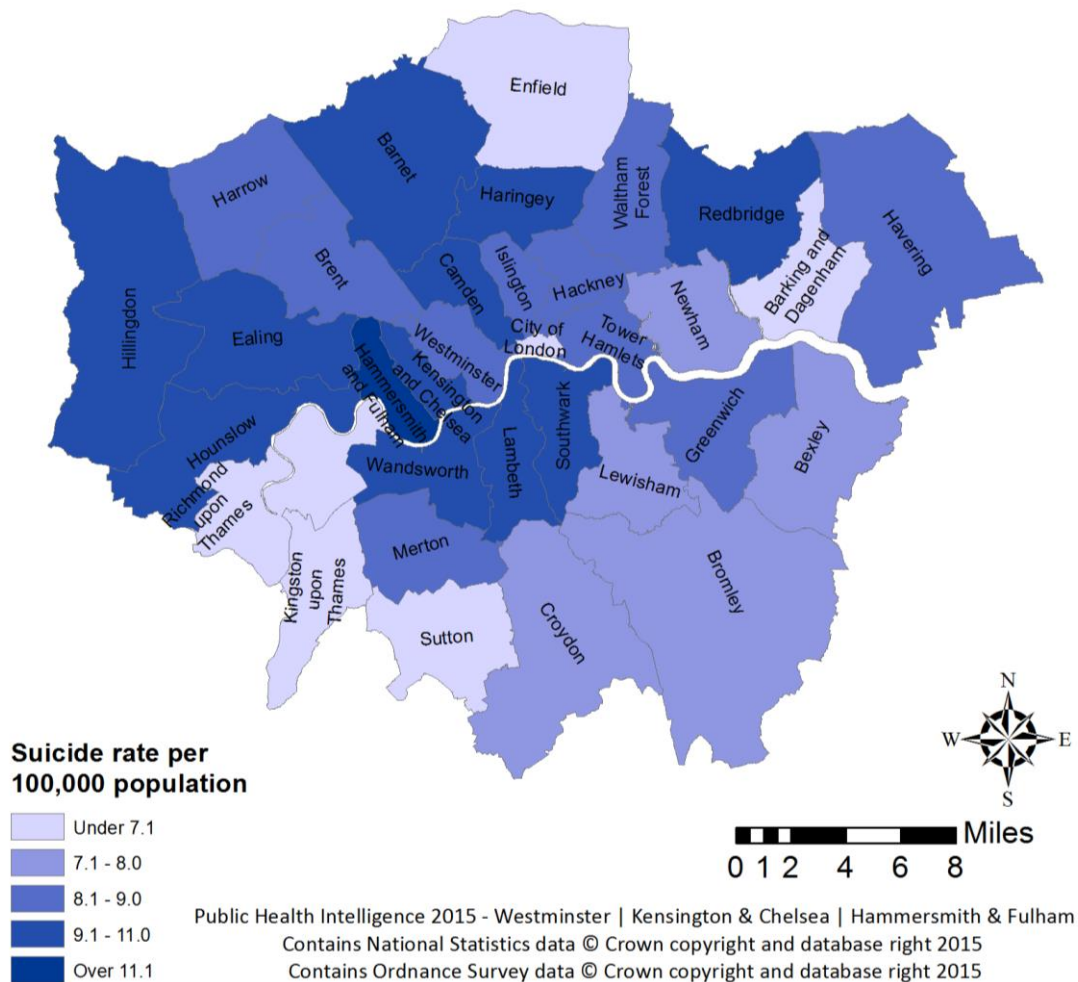 Enfield
Barnet
Harrow
Haringey
Waltham
Forest
Redbridge
Havering
Brent
Camden
Islington
Hackney
Newham
Barking and
Dagenham
Hillingdon
Ealing
Westminster
City of
London
Tower
Hamlets
Kensington
and Chelsea
Hammersmith
and Fulham
Hounslow
Richmond
upon
Thames
Wandsworth
Lambeth
Southwark
Lewisham
Greenwich
Bexley
Kingston
upon
Thames
Merton
Sutton
Croydon
Bromley
N
W
E
S
Suicide rate per
100,000 population
Under 7.1
7.1 - 8.0
8.1 - 9.0
9.1 - 11.0
Over 11.1
Miles
0 1 2 4 6 8
Public Health Intelligence 2015 - Westminster | Kensington & Chelsea | Hammersmith & Fulham
Contains National Statistics data © Crown copyright and database right 2015
Contains Ordnance Survey data © Crown copyright and database right 2015